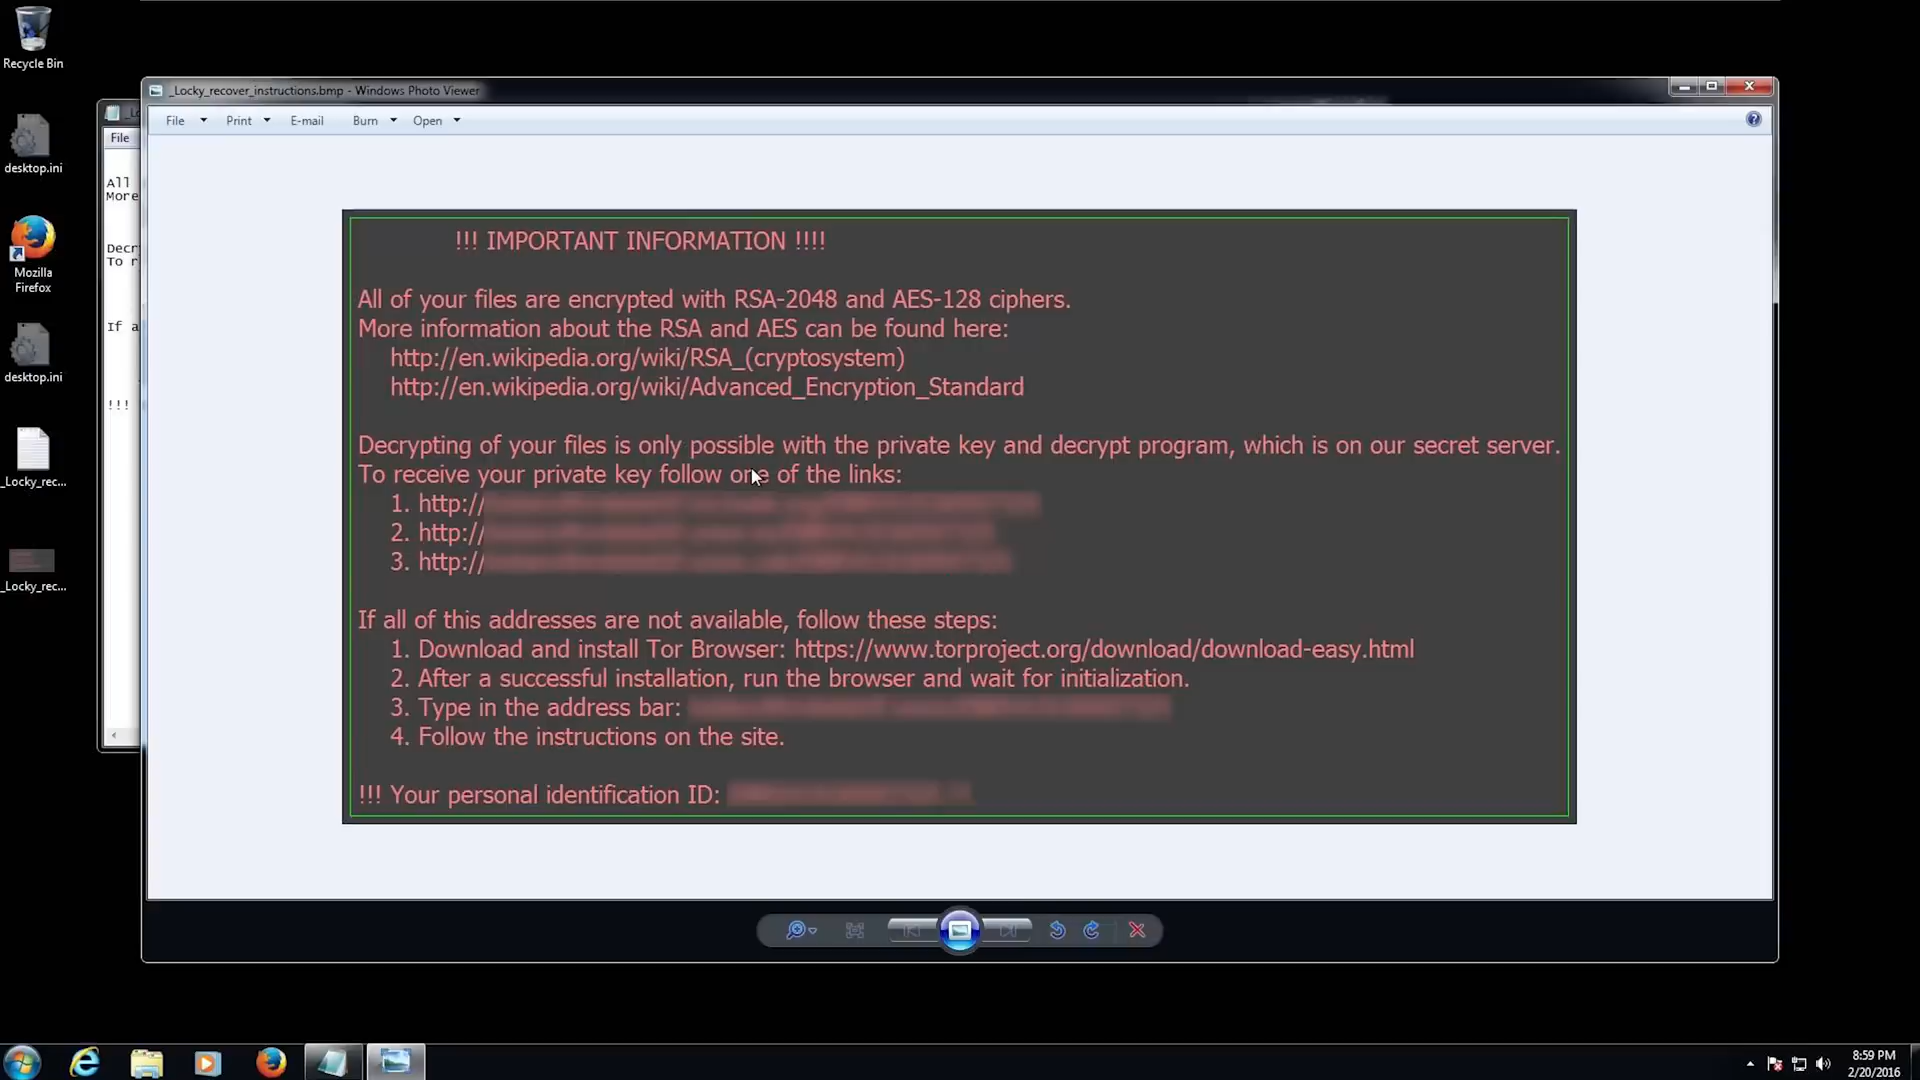 Recycle Bin
desktop.ini
Mozilla
Firefox
desktop.ini
_Locky_rec...
_Locky_rec...
File
All
More
Decr
To r
If a
!!!
_Locky_recover_instructions.bmp - Windows Photo Viewer
File Print E-mail Burn Open
!!! IMPORTANT INFORMATION !!!!
All of your files are encrypted with RSA-2048 and AES-128 ciphers.
More information about the RSA and AES can be found here:
http://en.wikipedia.org/wiki/RSA_(cryptosystem)
http://en.wikipedia.org/wiki/Advanced_Encryption_Standard
Decrypting of your files is only possible with the private key and decrypt program, which is on our secret server.
To receive your private key follow one of the links:
1. http://
2. http://
3. http://
If all of this addresses are not available, follow these steps:
1. Download and install Tor Browser: https://www.torproject.org/download/download-easy.html
2. After a successful installation, run the browser and wait for initialization.
3. Type in the address bar:
4. Follow the instructions on the site.
!!! Your personal identification ID:
8:59 PM
2/20/2016